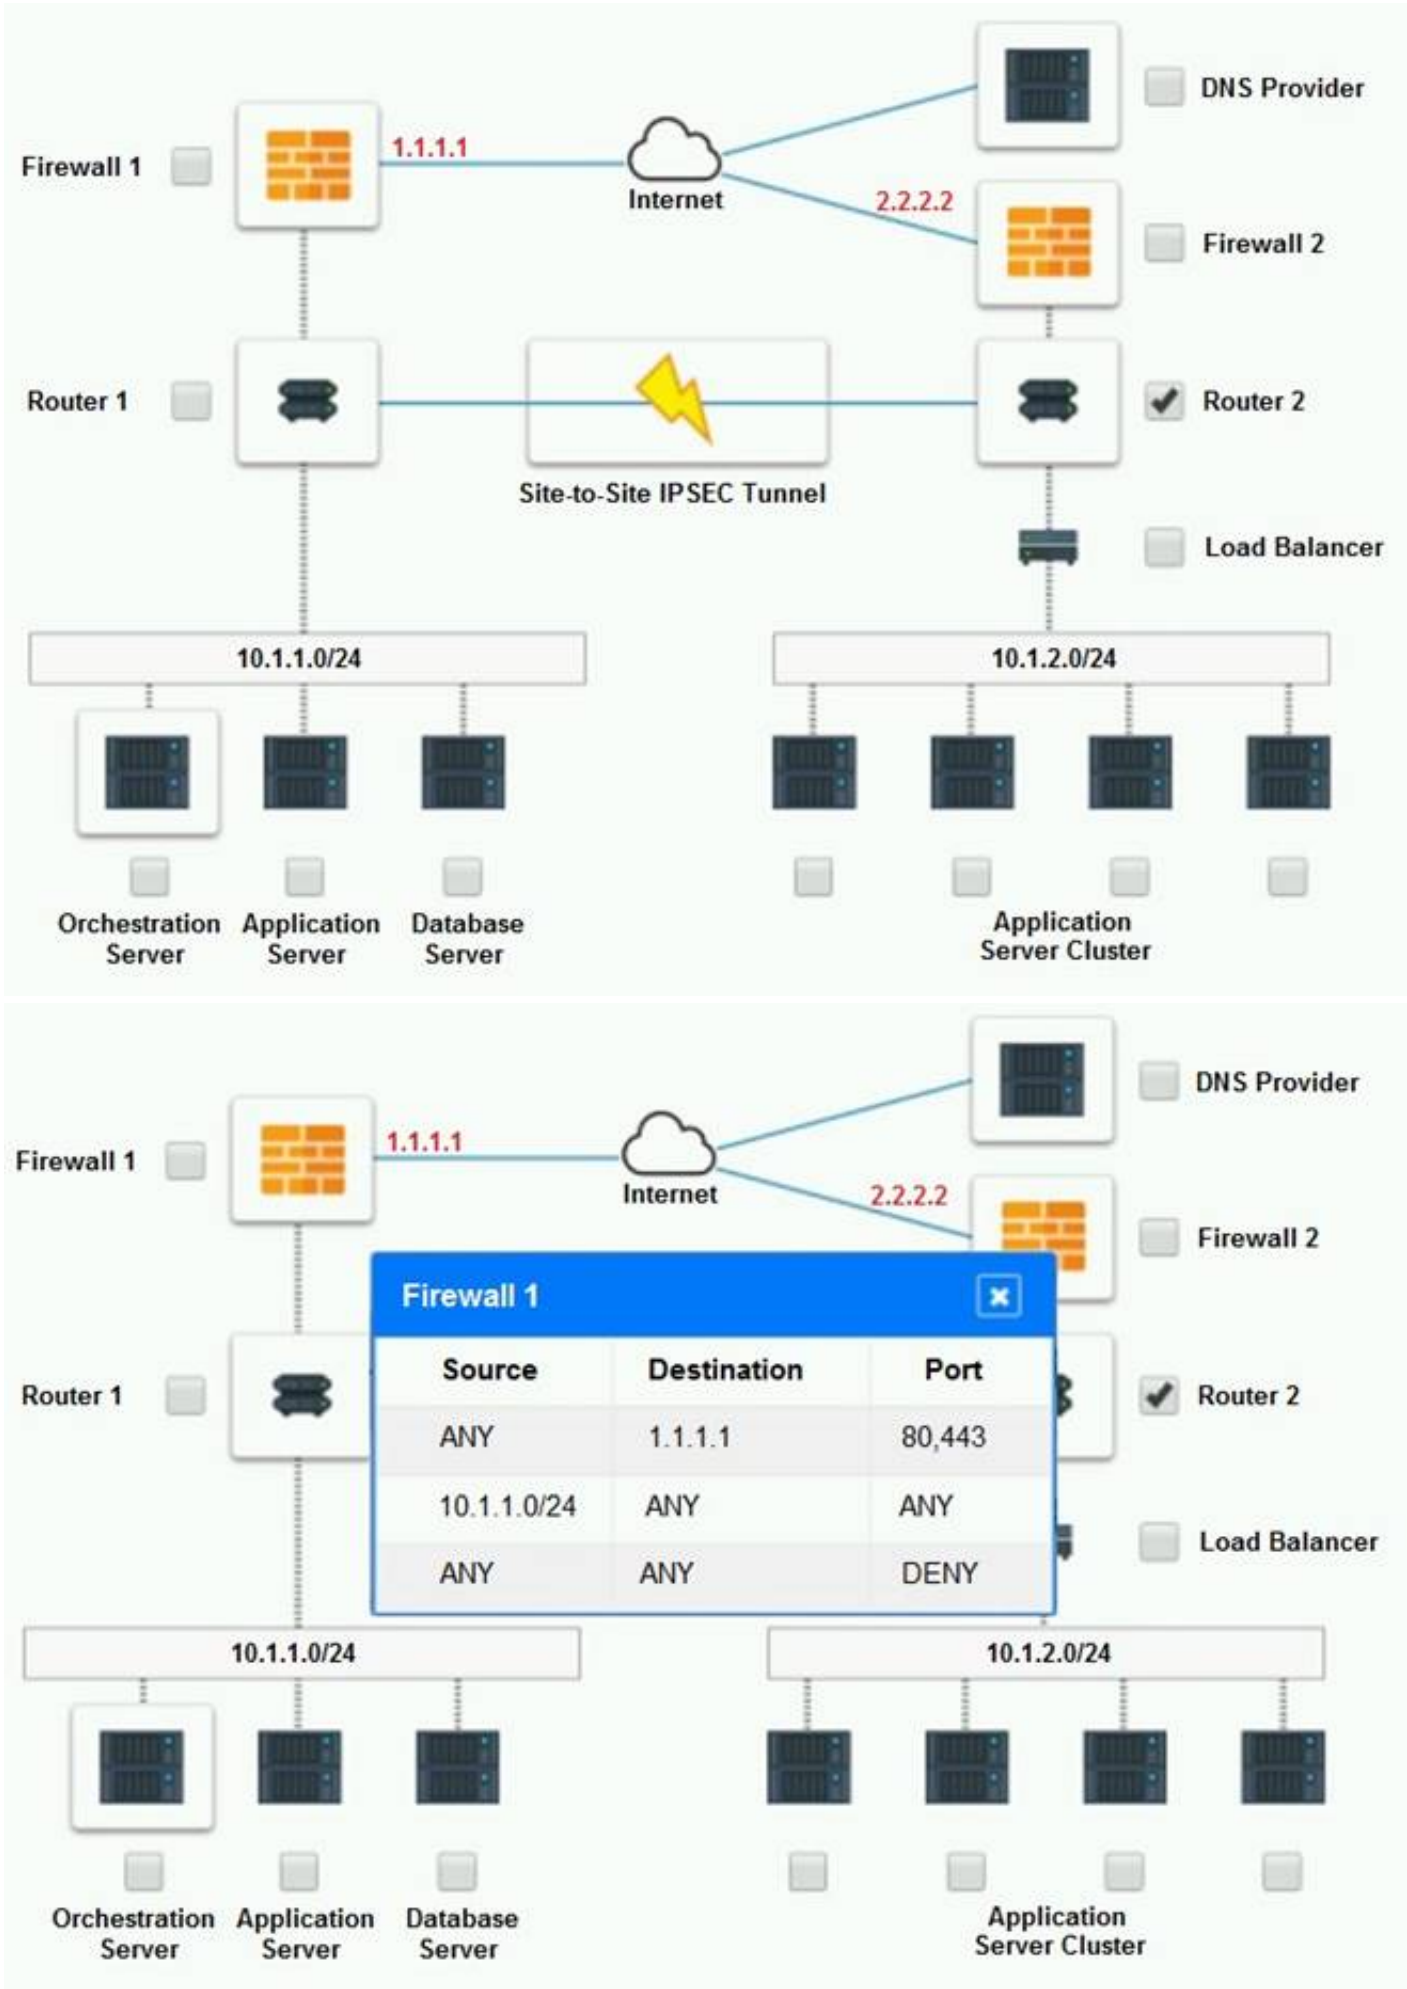 DNS Provider
Firewall 1
1.1.1.1
Internet
2.2.2.2
Firewall 2
Router 1
Router 2
Site-to-Site IPSEC Tunnel
Load Balancer
10.1.1.0/24
10.1.2.0/24
Orchestration
Server
Application
Server
Database
Server
Application
Server Cluster
DNS Provider
Firewall 1
1.1.1.1
Internet
2.2.2.2
Firewall 2
Firewall 1
Source Destination Port
ANY 1.1.1.1 80,443
10.1.1.0/24 ANY ANY
ANY ANY DENY
Router 1
Router 2
Load Balancer
10.1.1.0/24
10.1.2.0/24
Orchestration
Server
Application
Server
Database
Server
Application
Server Cluster